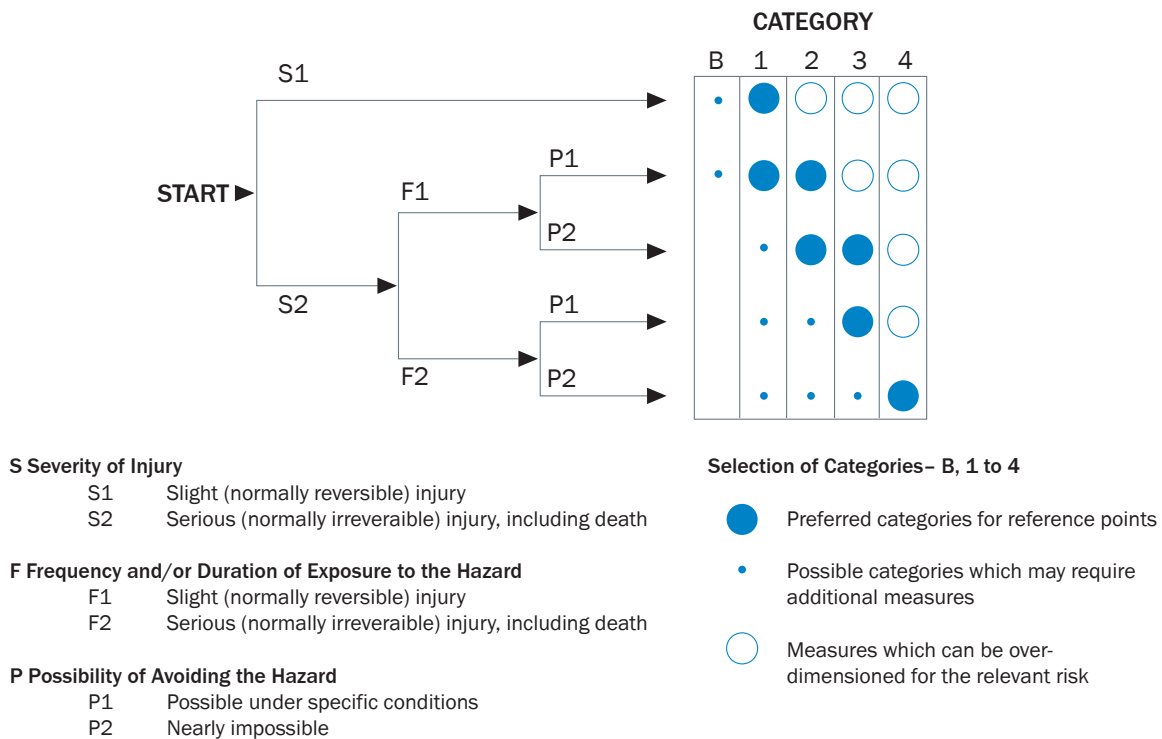 CATEGORY
B 1 2 3 4
S1
START
S2
F1
F2
P1
P2
P1
P2
S Severity of Injury
S1 Slight (normally reversible) injury
S2 Serious (normally irreveraible) injury, including death
F Frequency and/or Duration of Exposure to the Hazard
F1 Slight (normally reversible) injury
F2 Serious (normally irreveraible) injury, including death
P Possibility of Avoiding the Hazard
P1 Possible under specific conditions
P2 Nearly impossible
Selection of Categories– B, 1 to 4
Preferred categories for reference points
Possible categories which may require
additional measures
Measures which can be over-
dimensioned for the relevant risk